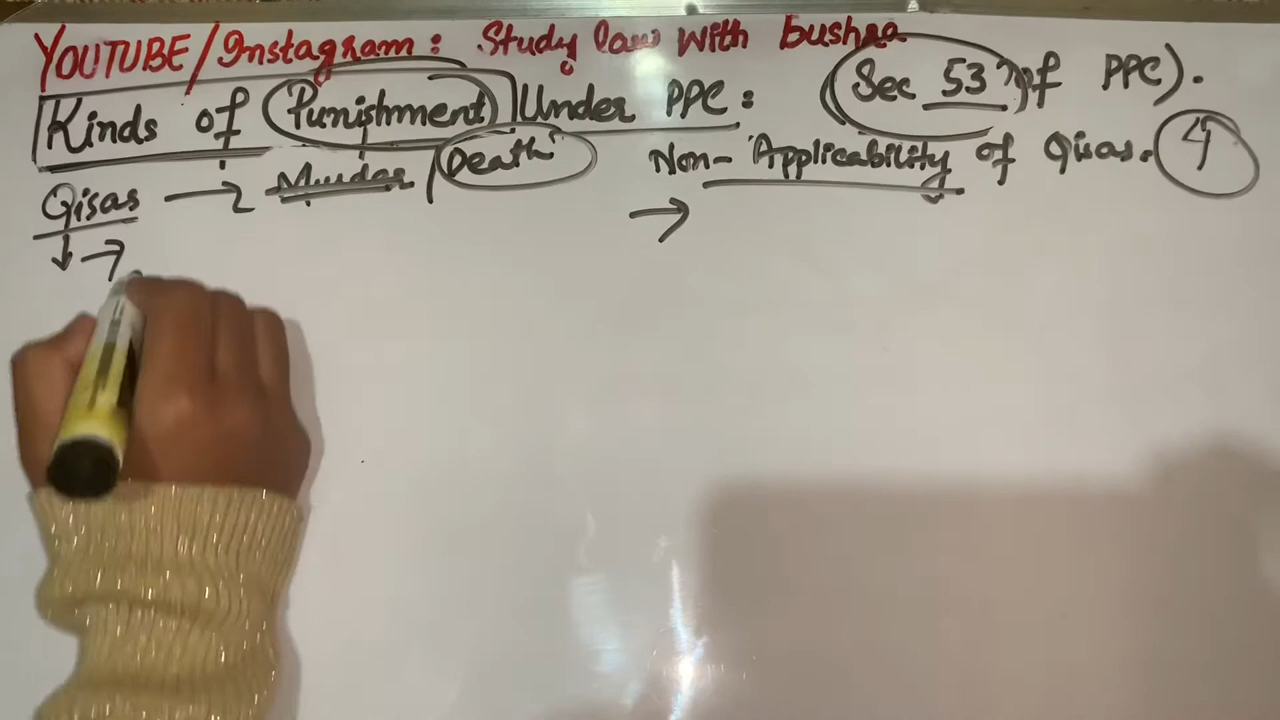 YOUTUBE/Instagram: Study law with bushra
Kinds of Punishment Under PPC: (Sec 53 of PPC).
Qisas → Murder / Death Non-Applicability of Qisas. 4
↓ → →